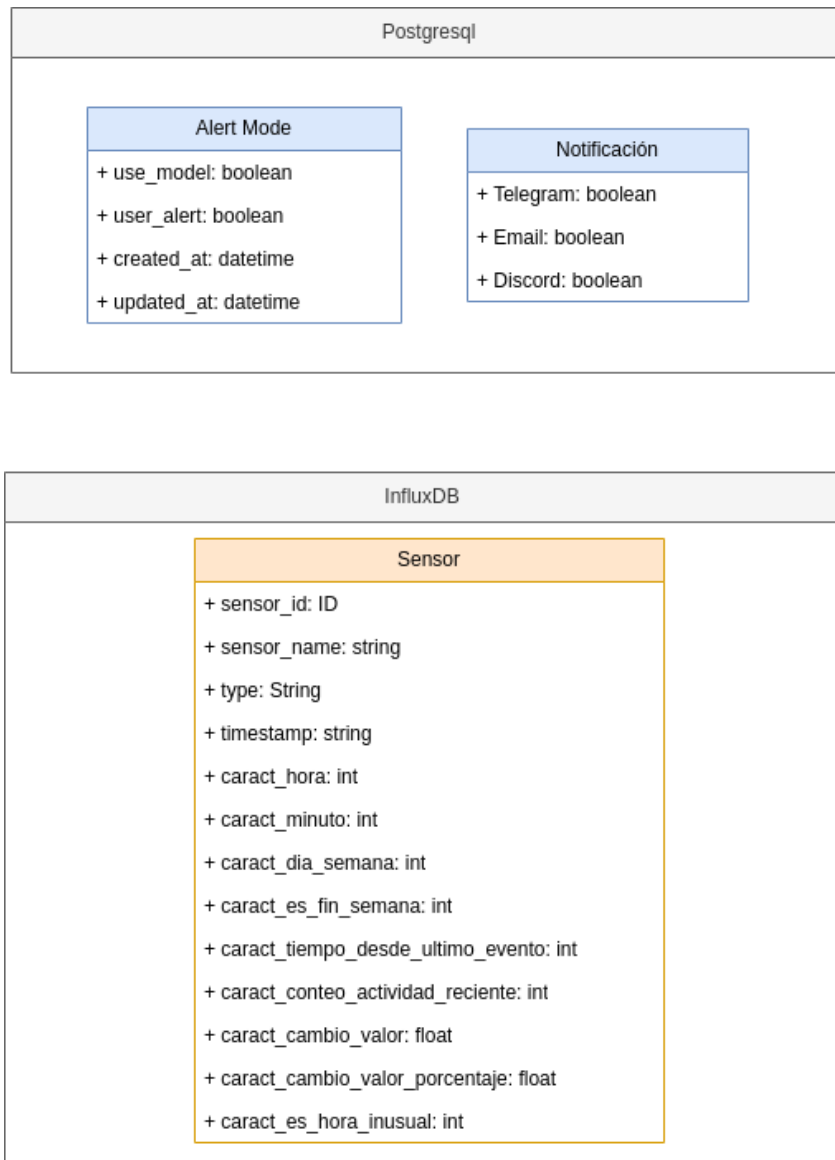 Postgresql
Alert Mode
+ use_model: boolean
+ user_alert: boolean
+ created_at: datetime
+ updated_at: datetime
Notificación
+ Telegram: boolean
+ Email: boolean
+ Discord: boolean
InfluxDB
Sensor
+ sensor_id: ID
+ sensor_name: string
+ type: String
+ timestamp: string
+ caract_hora: int
+ caract_minuto: int
+ caract_dia_semana: int
+ caract_es_fin_semana: int
+ caract_tiempo_desde_ultimo_evento: int
+ caract_conteo_actividad_reciente: int
+ caract_cambio_valor: float
+ caract_cambio_valor_porcentaje: float
+ caract_es_hora_inusual: int